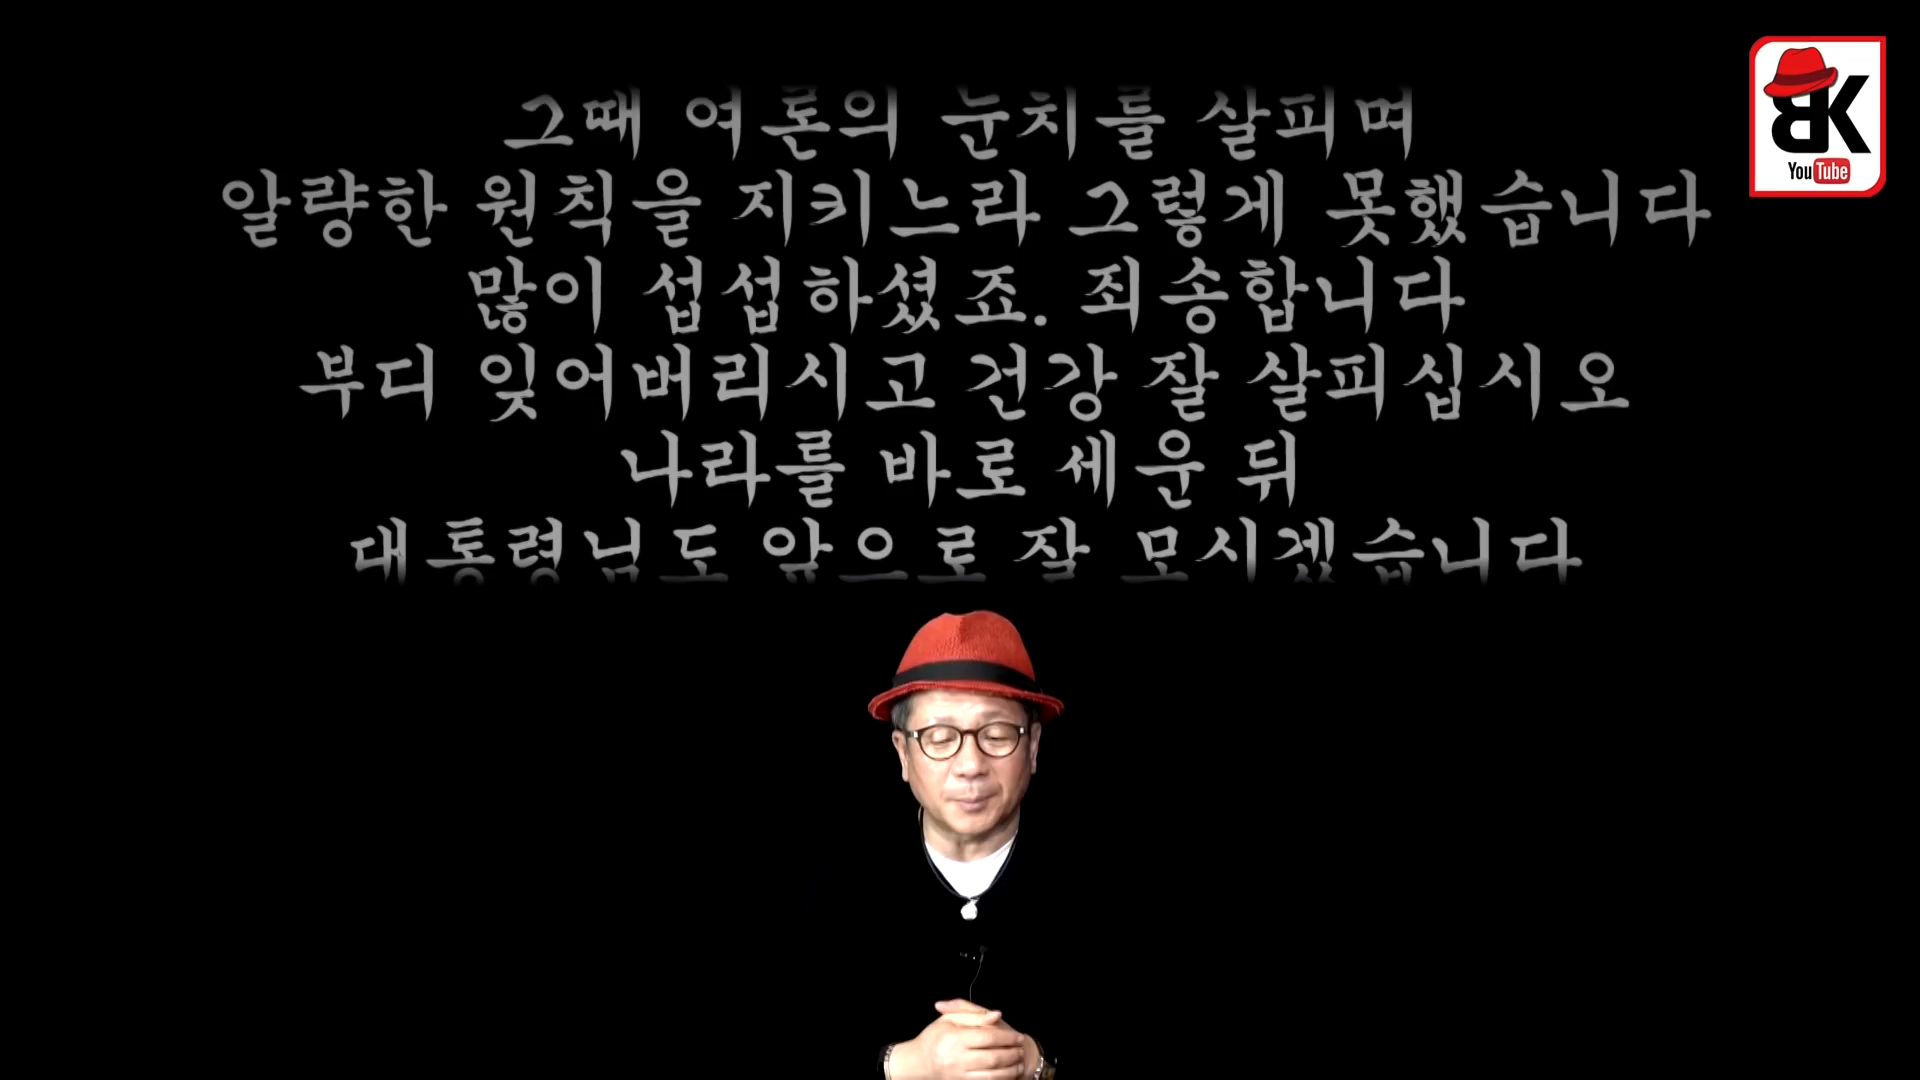 그때 여론의 눈치를 살피며
알량한 원칙을 지키느라 그렇게 못했습니다
많이 섭섭하셨죠. 죄송합니다
부디 잊어버리시고 건강 잘 살피십시오
나라를 바로 세운 뒤
대통령님도 앞으로 잘 모시겠습니다
BK
YouTube